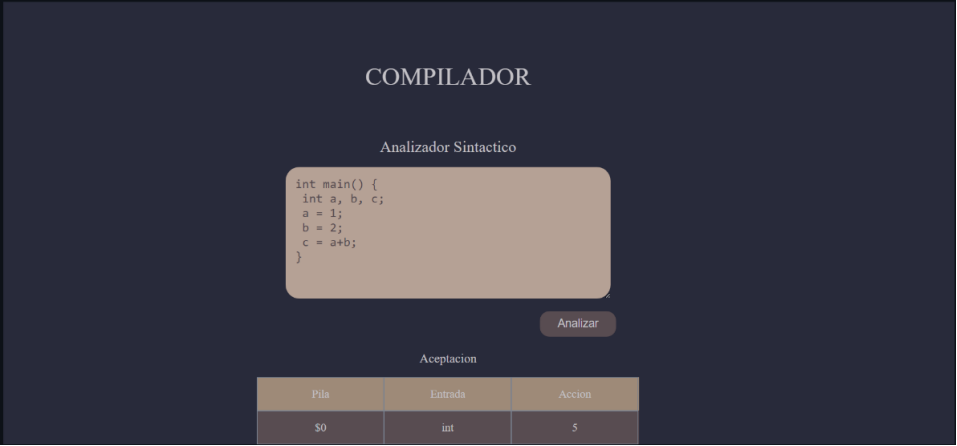 COMPILADOR
Analizador Sintactico
int main() {
 int a, b, c;
 a = 1;
 b = 2;
 c = a+b;
}
Analizar
Aceptacion
Pila Entrada Accion
$0 int 5